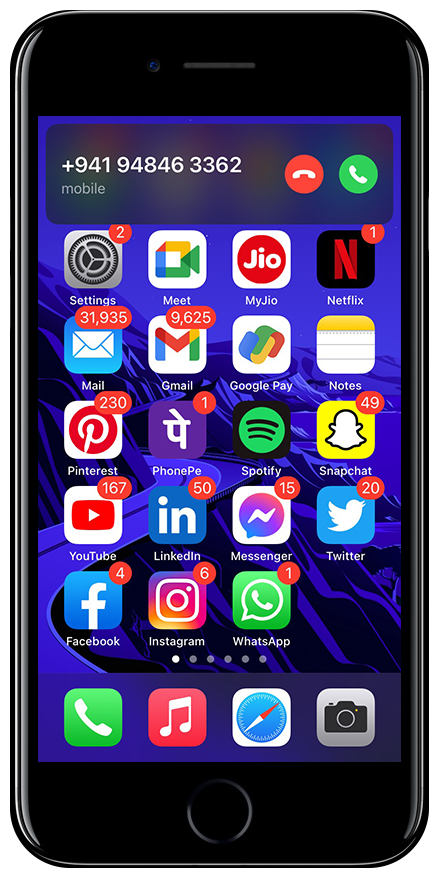 +941 94846 3362
mobile
2
1
Jio
N
Settings
Meet
MyJio
Netflix
31,935
9,625
Mail
Gmail
Google Pay
Notes
230
1
49
पे
Pinterest
PhonePe
Spotify
Snapchat
167
50
15
20
in
YouTube
LinkedIn
Messenger
Twitter
4
6
1
f
Facebook
Instagram
WhatsApp